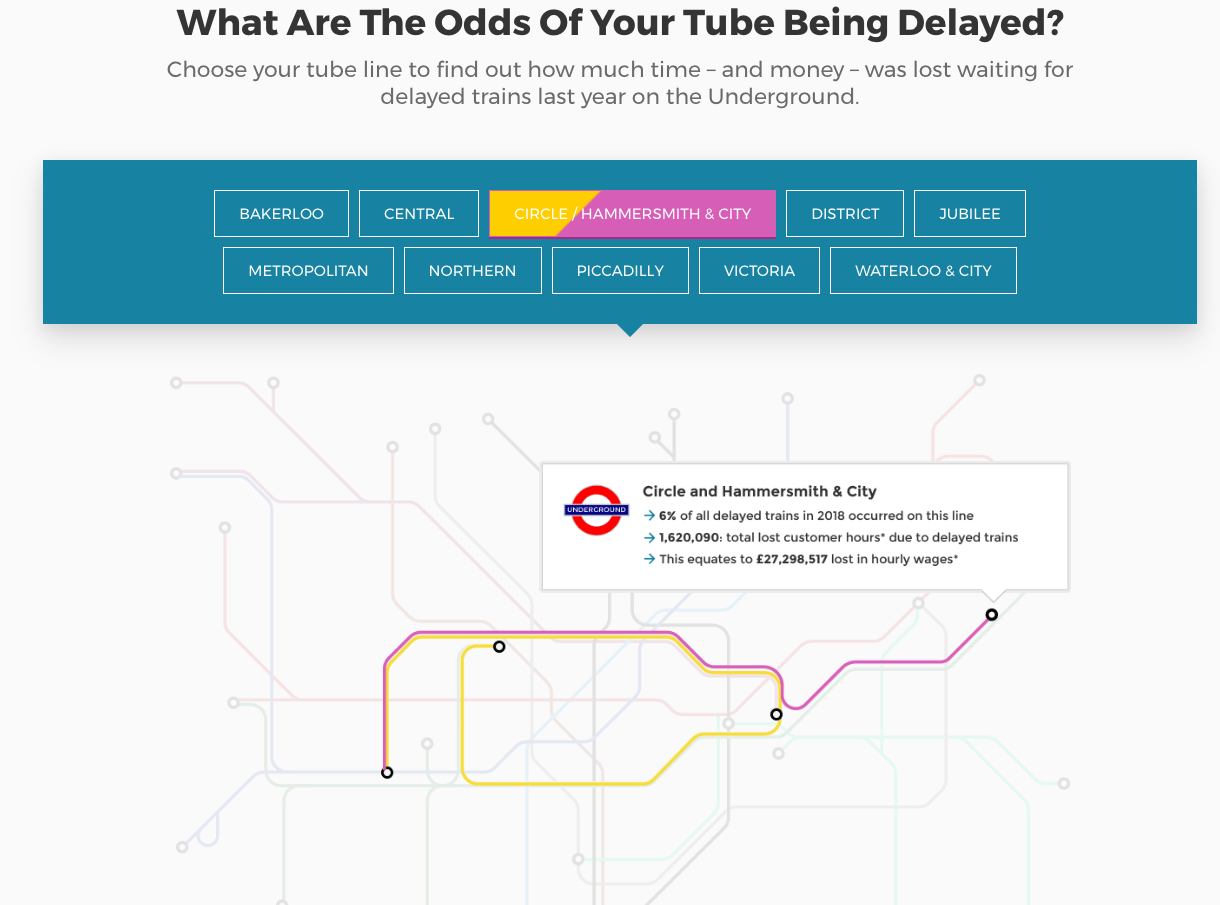 What Are The Odds Of Your Tube Being Delayed?
Choose your tube line to find out how much time – and money – was lost waiting for
delayed trains last year on the Underground.
BAKERLOO
CENTRAL
CIRCLE / HAMMERSMITH & CITY
DISTRICT
JUBILEE
METROPOLITAN
NORTHERN
PICCADILLY
VICTORIA
WATERLOO & CITY
UNDERGROUND
Circle and Hammersmith & City
→ 6% of all delayed trains in 2018 occurred on this line
→ 1,620,090: total lost customer hours* due to delayed trains
→ This equates to £27,298,517 lost in hourly wages*